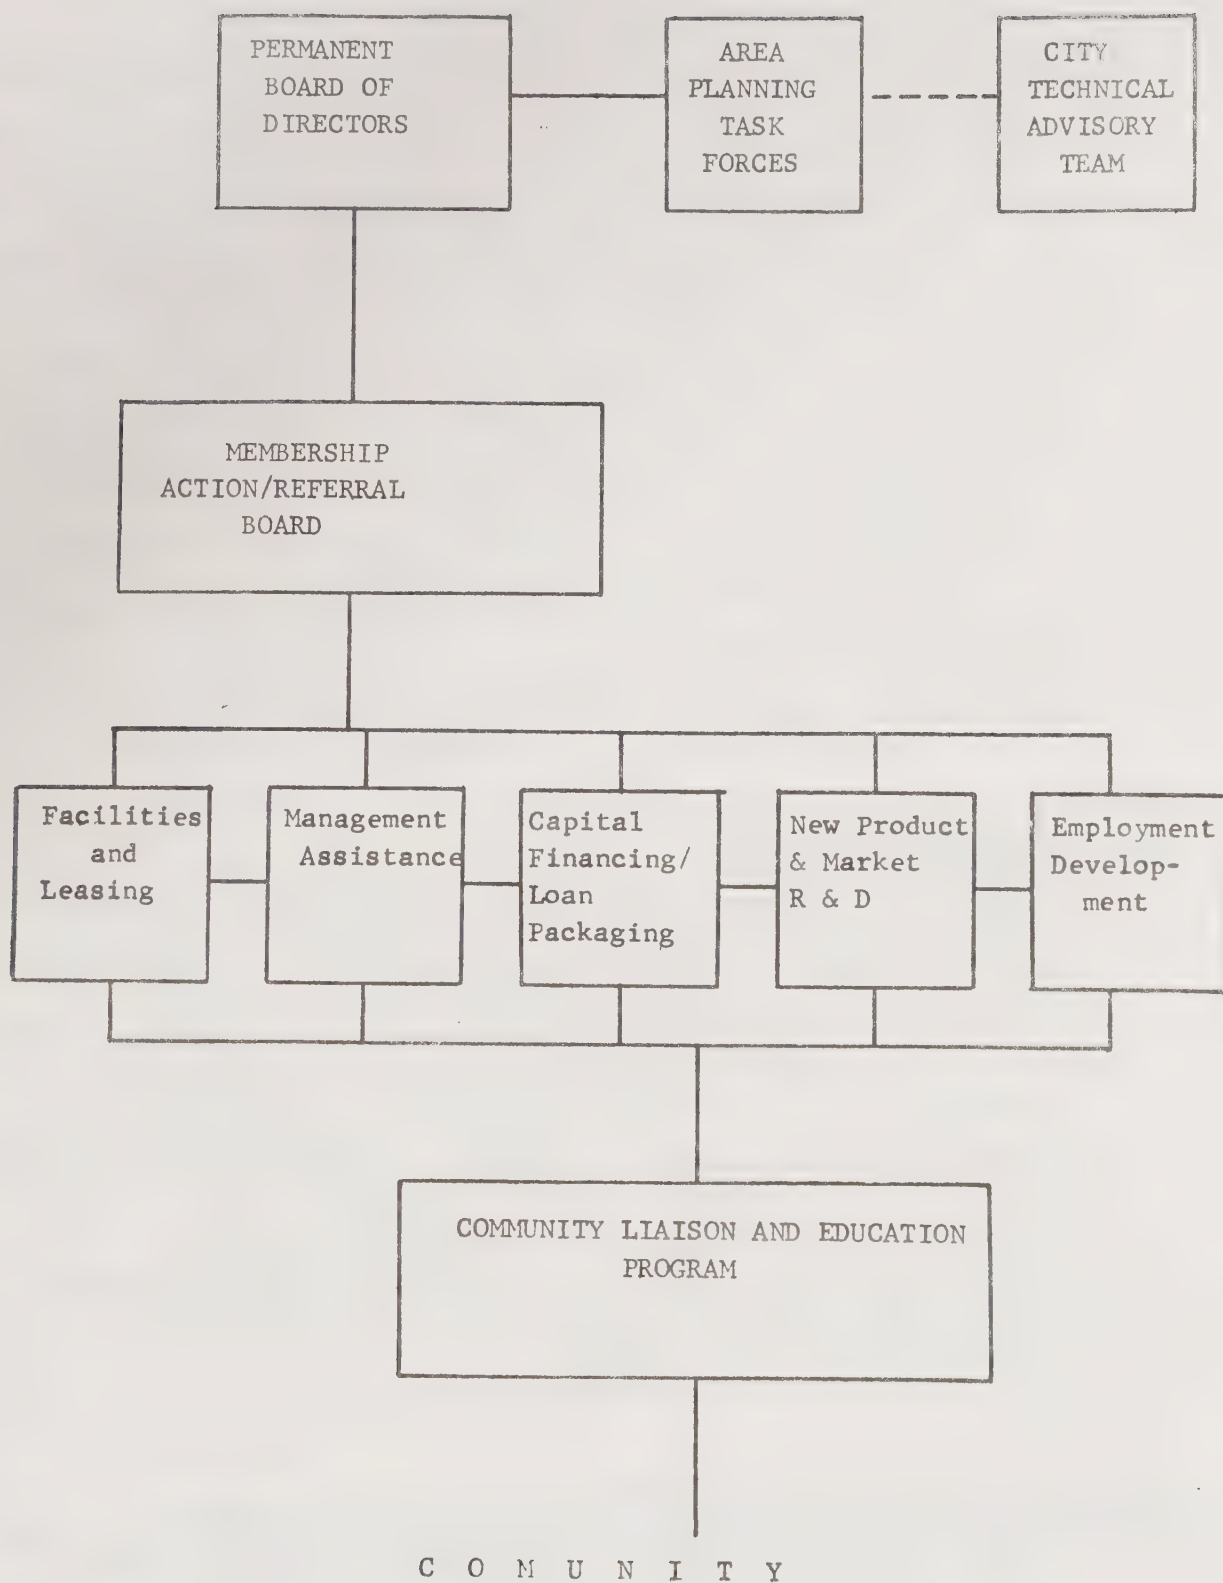 PERMANENT
BOARD OF
DIRECTORS
AREA
PLANNING
TASK
FORCES
CITY
TECHNICAL
ADVISORY
TEAM
MEMBERSHIP
ACTION/REFERRAL
BOARD
Facilities
and
Leasing
Management
Assistance
Capital
Financing/
Loan
Packaging
New Product
& Market
R & D
Employment
Develop-
ment
COMMUNITY LIAISON AND EDUCATION
PROGRAM
C O M U N I T Y